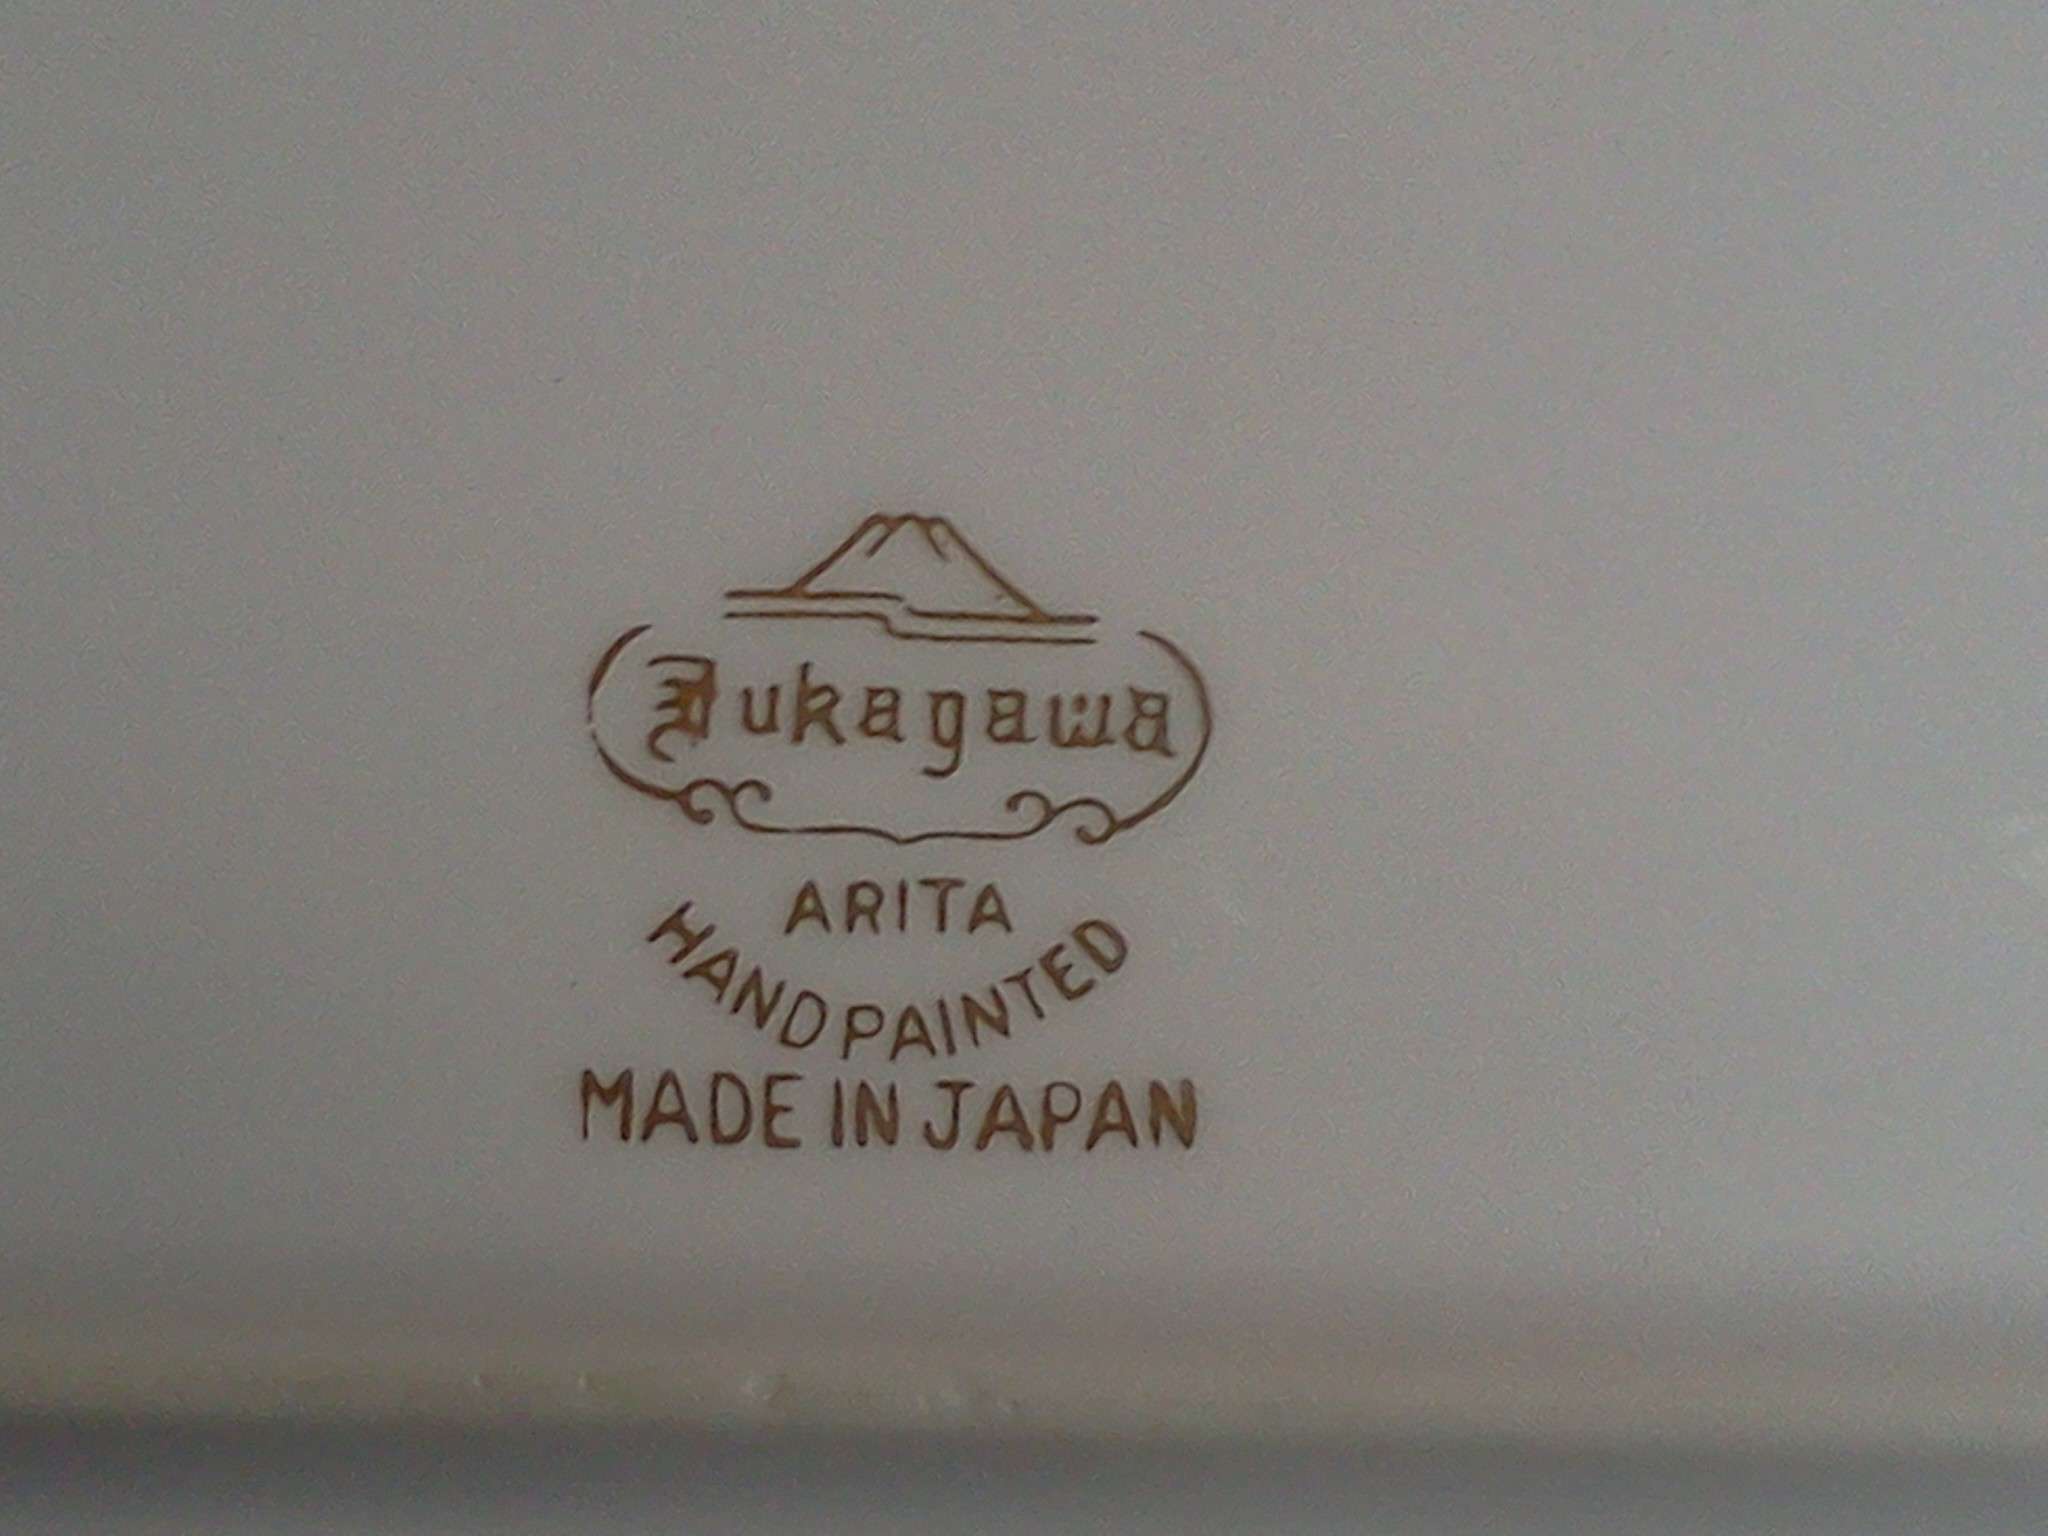 Fukagawa
ARITA
HAND PAINTED
MADE IN JAPAN